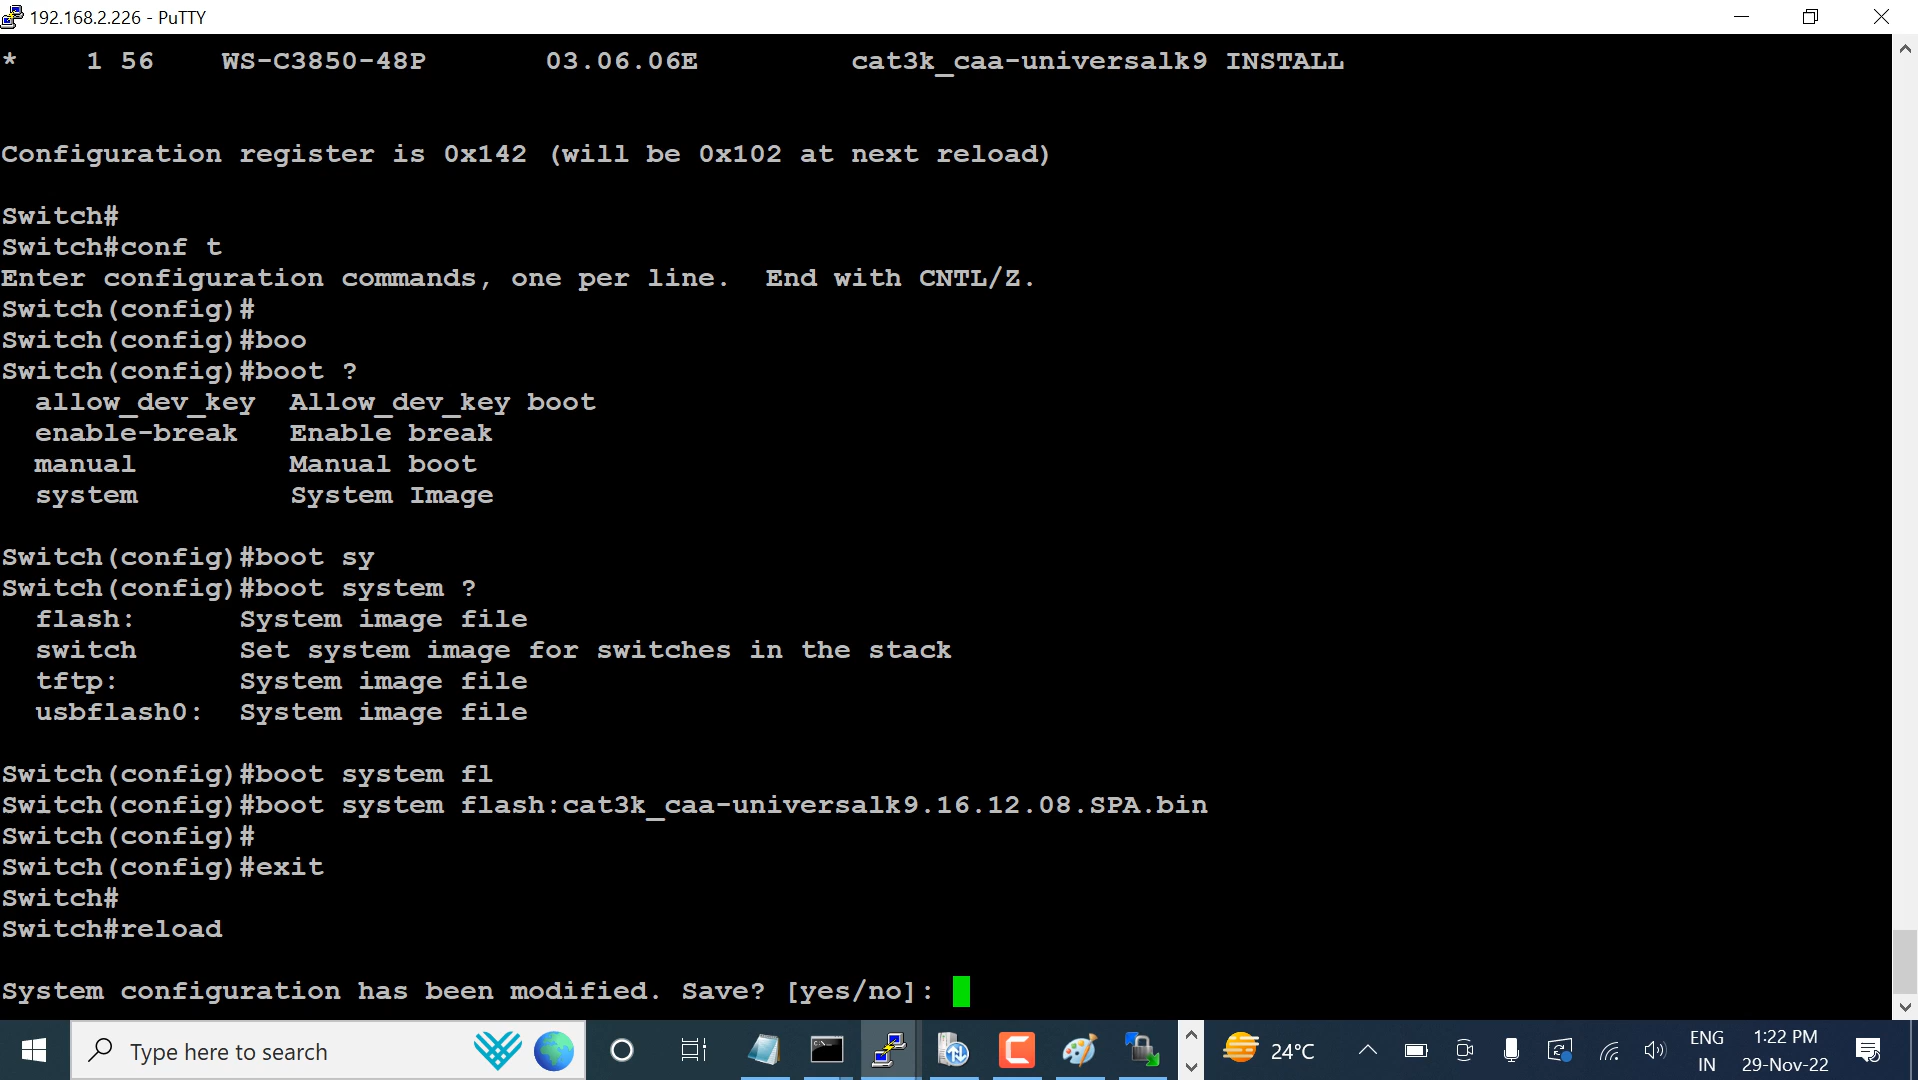 192.168.2.226 - PuTTY
*    1 56    WS-C3850-48P       03.06.06E         cat3k_caa-universalk9 INSTALL
Configuration register is 0x142 (will be 0x102 at next reload)
Switch#
Switch#conf t
Enter configuration commands, one per line.  End with CNTL/Z.
Switch(config)#
Switch(config)#boo
Switch(config)#boot ?
  allow_dev_key  Allow_dev_key boot
  enable-break   Enable break
  manual         Manual boot
  system         System Image
Switch(config)#boot sy
Switch(config)#boot system ?
  flash:      System image file
  switch      Set system image for switches in the stack
  tftp:       System image file
  usbflash0:  System image file
Switch(config)#boot system fl
Switch(config)#boot system flash:cat3k_caa-universalk9.16.12.08.SPA.bin
Switch(config)#
Switch(config)#exit
Switch#
Switch#reload
System configuration has been modified. Save? [yes/no]:
Type here to search
24°C
ENG
IN
1:22 PM
29-Nov-22